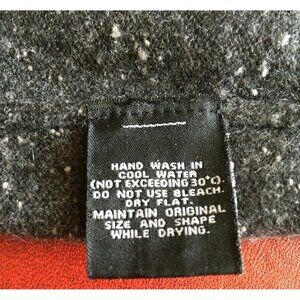 HAND WASH IN
COOL WATER
(NOT EXCEEDING 30°C).
DO NOT USE BLEACH.
DRY FLAT.
MAINTAIN ORIGINAL
SIZE AND SHAPE
WHILE DRYING.